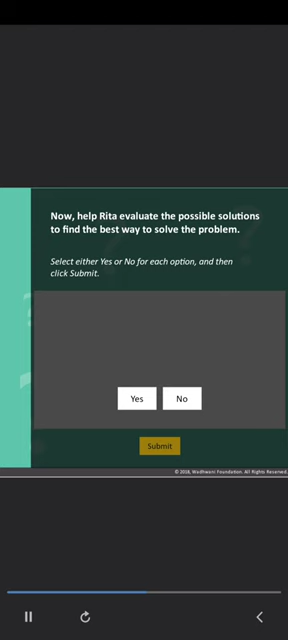 Now, help Rita evaluate the possible solutions
to find the best way to solve the problem.
Select either Yes or No for each option, and then
click Submit.
Yes No
Submit
© 2018, Wadhwani Foundation. All Rights Reserved.